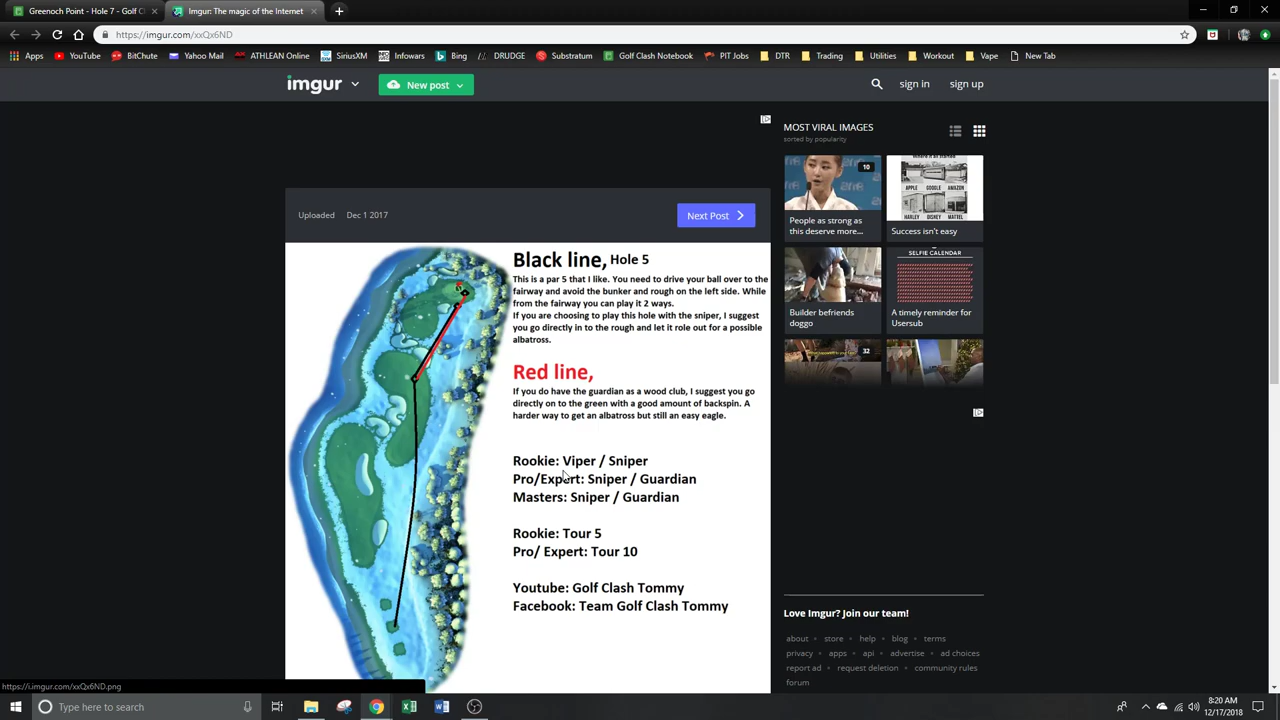 Greenoch Point - Hole 7 - Golf Cl
Imgur: The magic of the Internet
https://imgur.com/xxQx6ND
Apps
YouTube
BitChute
Yahoo Mail
ATHLEAN Online
SiriusXM
Infowars
Bing
DRUDGE
Substratum
Golf Clash Notebook
PIT Jobs
DTR
Trading
Utilities
Workout
Vape
New Tab
imgur
New post
sign in
sign up
MOST VIRAL IMAGES
sorted by popularity
Uploaded Dec 1 2017
Next Post
10
People as strong as
this deserve more...
Where it all started
APPLE GOOGLE AMAZON
HARLEY DISNEY MATTEL
Success isn't easy
Builder befriends
doggo
SELFIE CALENDAR
A timely reminder for
Usersub
32
Black line, Hole 5
This is a par 5 that I like. You need to drive your ball over to the
fairway and avoid the bunker and rough on the left side. While
from the fairway you can play it 2 ways.
If you are choosing to play this hole with the sniper, I suggest
you go directly in to the rough and let it role out for a possible
albatross.
Red line,
If you do have the guardian as a wood club, I suggest you go
directly on to the green with a good amount of backspin. A
harder way to get an albatross but still an easy eagle.
Rookie: Viper / Sniper
Pro/Expert: Sniper / Guardian
Masters: Sniper / Guardian
Rookie: Tour 5
Pro/ Expert: Tour 10
Youtube: Golf Clash Tommy
Facebook: Team Golf Clash Tommy
Love Imgur? Join our team!
about store help blog terms
privacy apps api advertise ad choices
report ad request deletion community rules
forum
https://i.imgur.com/xxQx6ND.png
Type here to search
8:20 AM
12/17/2018